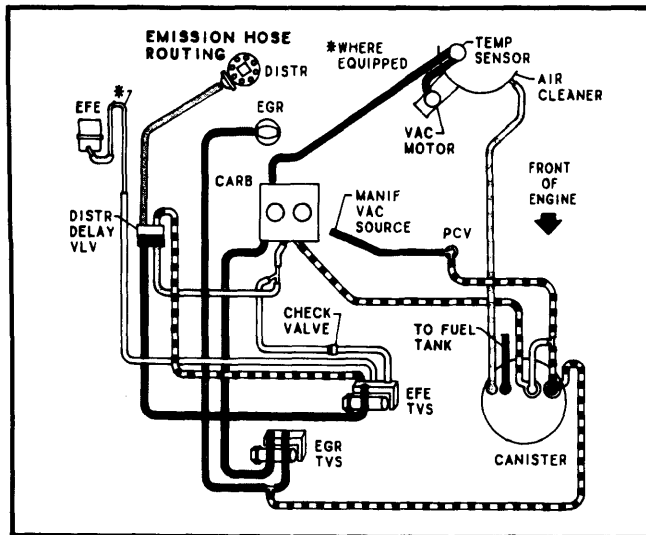 EMISSION HOSE
ROUTING
DISTR
*WHERE
EQUIPPED
TEMP
SENSOR
AIR
CLEANER
*
EFE
EGR
VAC
MOTOR
CARB
MANIF
VAC
SOURCE
FRONT
OF
ENGINE
DISTR
DELAY
VLV
PCV
CHECK
VALVE
TO FUEL
TANK
EFE
TVS
EGR
TVS
CANISTER